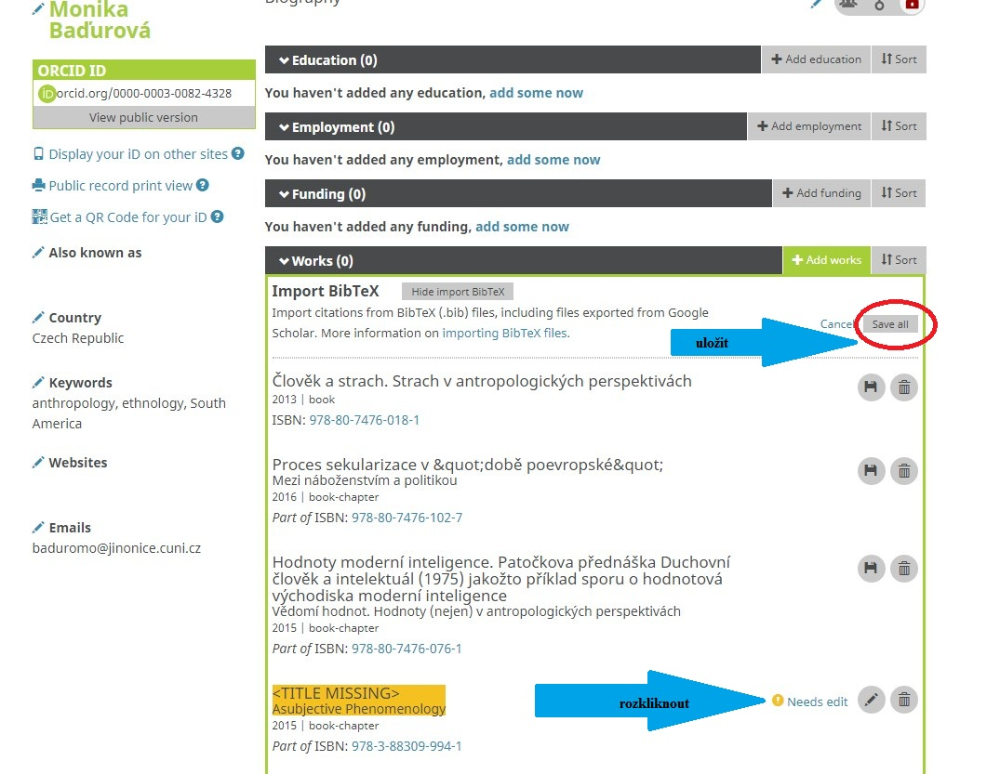 Monika
Baďurová
Biography
ORCID ID
iD orcid.org/0000-0003-0082-4328
View public version
Display your iD on other sites ?
Public record print view ?
Get a QR Code for your iD ?
Also known as
Country
Czech Republic
Keywords
anthropology, ethnology, South
America
Websites
Emails
baduromo@jinonice.cuni.cz
Education (0)
Add education
Sort
You haven't added any education, add some now
Employment (0)
Add employment
Sort
You haven't added any employment, add some now
Funding (0)
Add funding
Sort
You haven't added any funding, add some now
Works (0)
Add works
Sort
Import BibTeX
Hide import BibTeX
Import citations from BibTeX (.bib) files, including files exported from Google
Scholar. More information on importing BibTeX files.
Cancel
Save all
uložit
Člověk a strach. Strach v antropologických perspektivách
2013 | book
ISBN: 978-80-7476-018-1
Proces sekularizace v &quot;době poevropské&quot;
Mezi náboženstvím a politikou
2016 | book-chapter
Part of ISBN: 978-80-7476-102-7
Hodnoty moderní inteligence. Patočkova přednáška Duchovní
člověk a intelektuál (1975) jakožto příklad sporu o hodnotová
východiska moderní inteligence
Vědomí hodnot. Hodnoty (nejen) v antropologických perspektivách
2015 | book-chapter
Part of ISBN: 978-80-7476-076-1
<TITLE MISSING>
Asubjective Phenomenology
2015 | book-chapter
Part of ISBN: 978-3-88309-994-1
rozkliknout
Needs edit